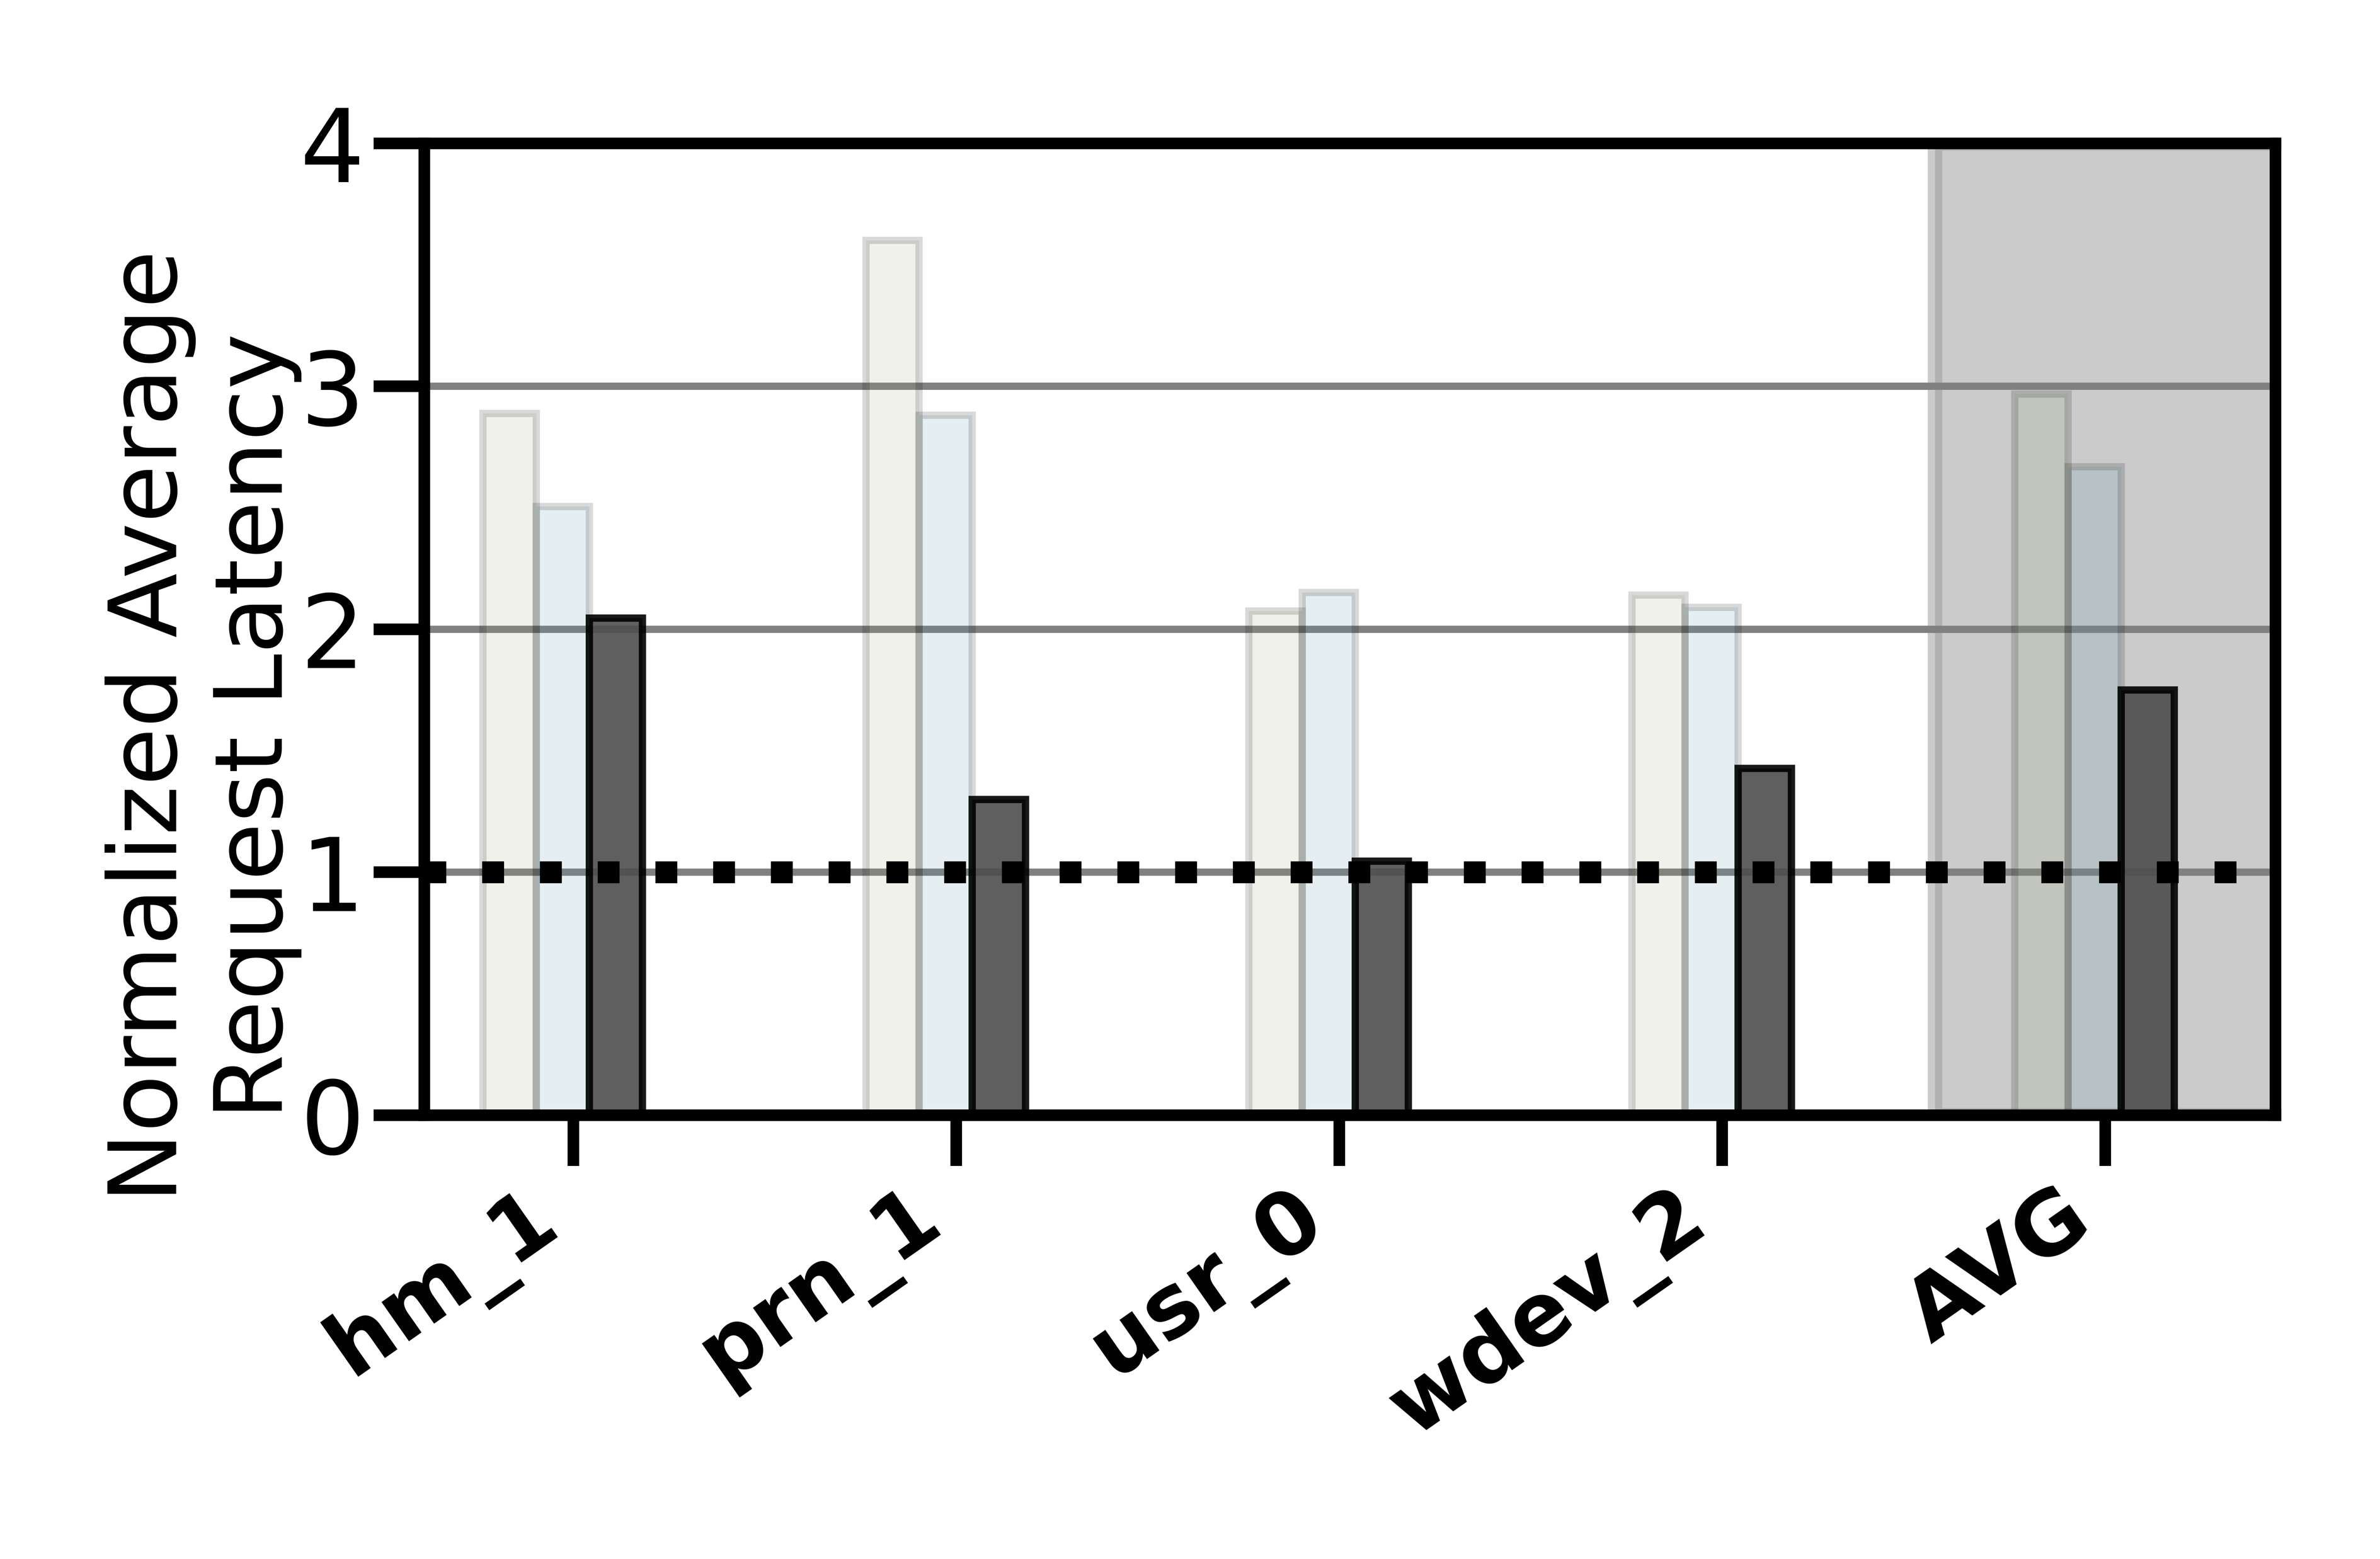 Normalized Average
Request Latency
4
3
2
1
0
hm_1
prn_1
usr_0
wdev_2
AVG